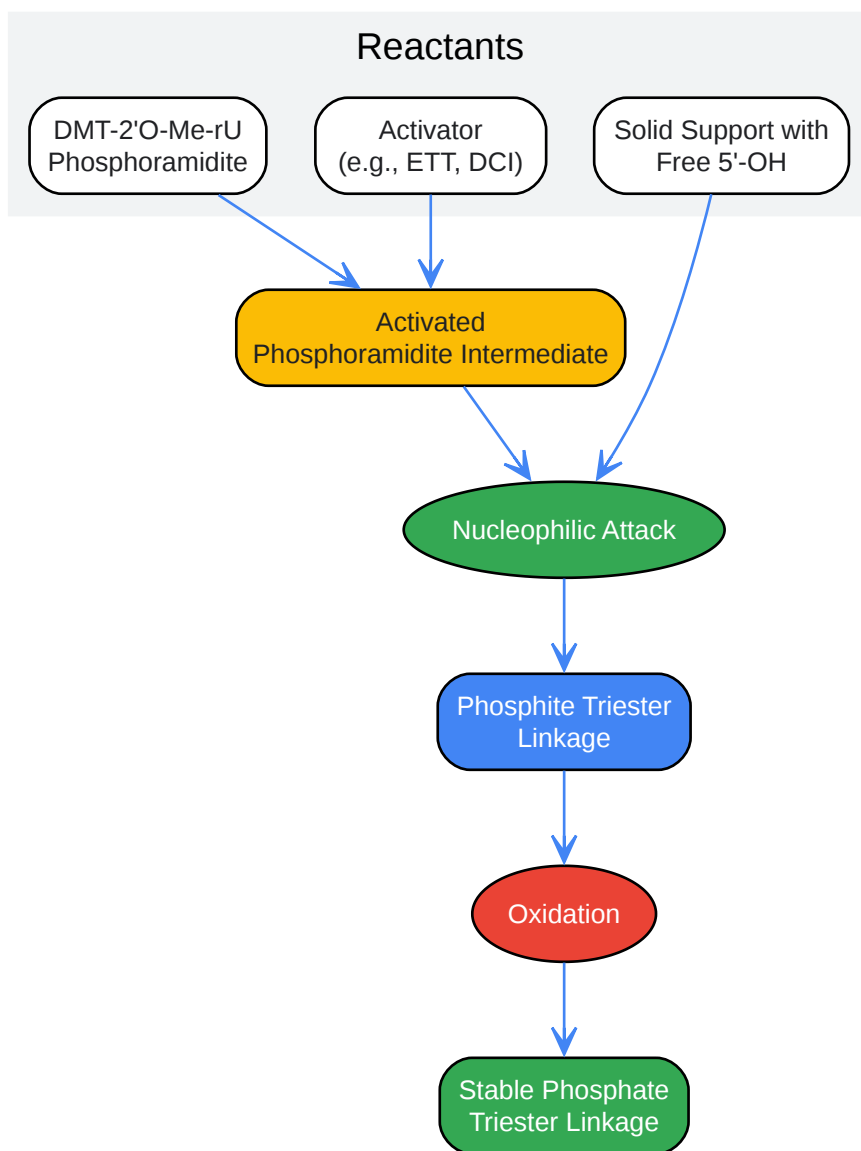 Reactants
DMT-2'O-Me-rU
Phosphoramidite
Activator
(e.g., ETT, DCI)
Solid Support with
Free 5'-OH
Activated
Phosphoramidite Intermediate
Nucleophilic Attack
Phosphite Triester
Linkage
Oxidation
Stable Phosphate
Triester Linkage